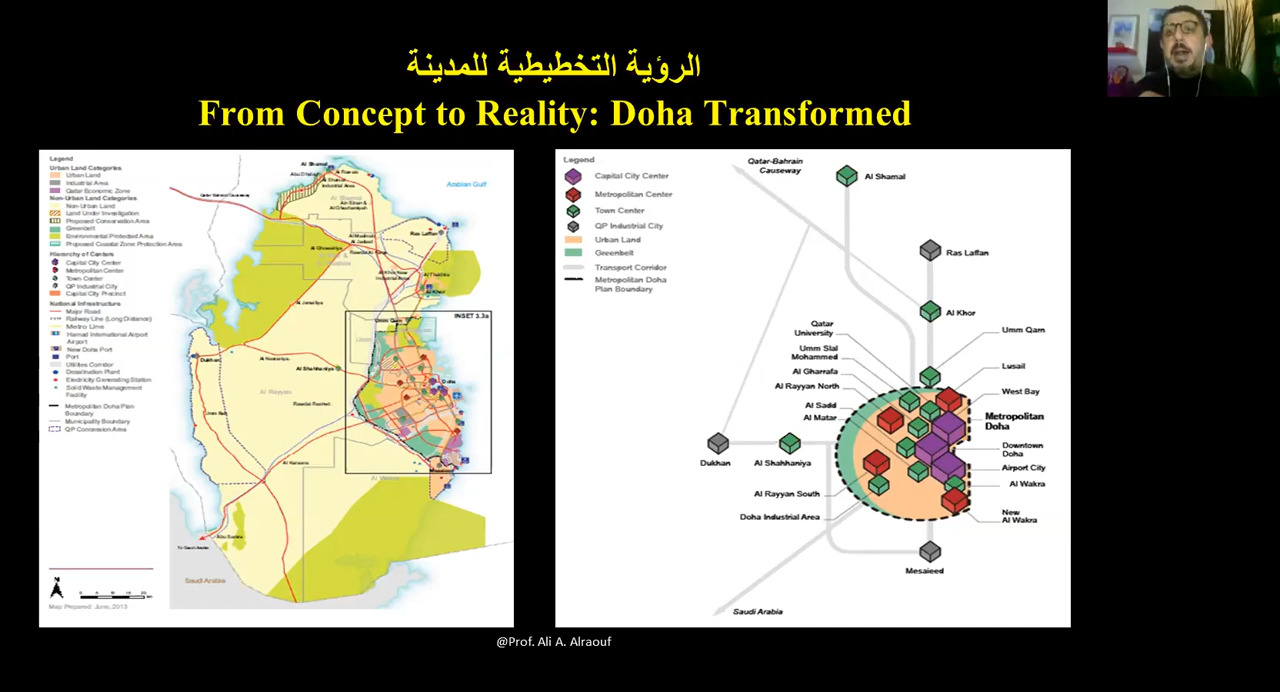 الرؤية التخطيطية للمدينة
From Concept to Reality: Doha Transformed
Legend
Urban Land Categories
Urban Land
Industrial Area
Qatar Economic Zone
Non-Urban Land Categories
Non-Urban Land
Land Under Investigation
Proposed Conservation Area
Greenbelt
Environmental Protected Area
Proposed Coastal Zone Protection Area
Hierarchy of Centers
Capital City Center
Metropolitan Center
Town Center
QP Industrial City
Capital City Precinct
National Infrastructure
Major Road
Railway Line (Long Distance)
Metro Line
Hamad International Airport
Airport
New Doha Port
Port
Utilities Corridor
Desalination Plant
Electricity Generating Station
Solid Waste Management
Facility
Metropolitan Doha Plan
Boundary
Municipality Boundary
QP Concession Area
N
Map Prepared: June, 2013
Al Shamal
Arabian Gulf
Qatar-Bahrain Causeway
Ras Laffan
Al Jemailiya
Al Khor
INSET 3.3a
Dukhan
Al Shahhaniya
Al Rayyan
Doha
Umm Bab
Al Karaana
Abu Samra
To Saudi Arabia
Saudi Arabia
Legend
Capital City Center
Metropolitan Center
Town Center
QP Industrial City
Urban Land
Greenbelt
Transport Corridor
Metropolitan Doha
Plan Boundary
Qatar-Bahrain
Causeway
Al Shamal
Ras Laffan
Al Khor
Qatar
University
Umm Slal
Mohammed
Al Gharrafa
Al Rayyan North
Al Sadd
Al Matar
Umm Qarn
Lusail
West Bay
Metropolitan
Doha
Downtown
Doha
Airport City
Al Wakra
New
Al Wakra
Dukhan
Al Shahhaniya
Al Rayyan South
Doha Industrial Area
Mesaieed
Saudi Arabia
@Prof. Ali A. Alraouf